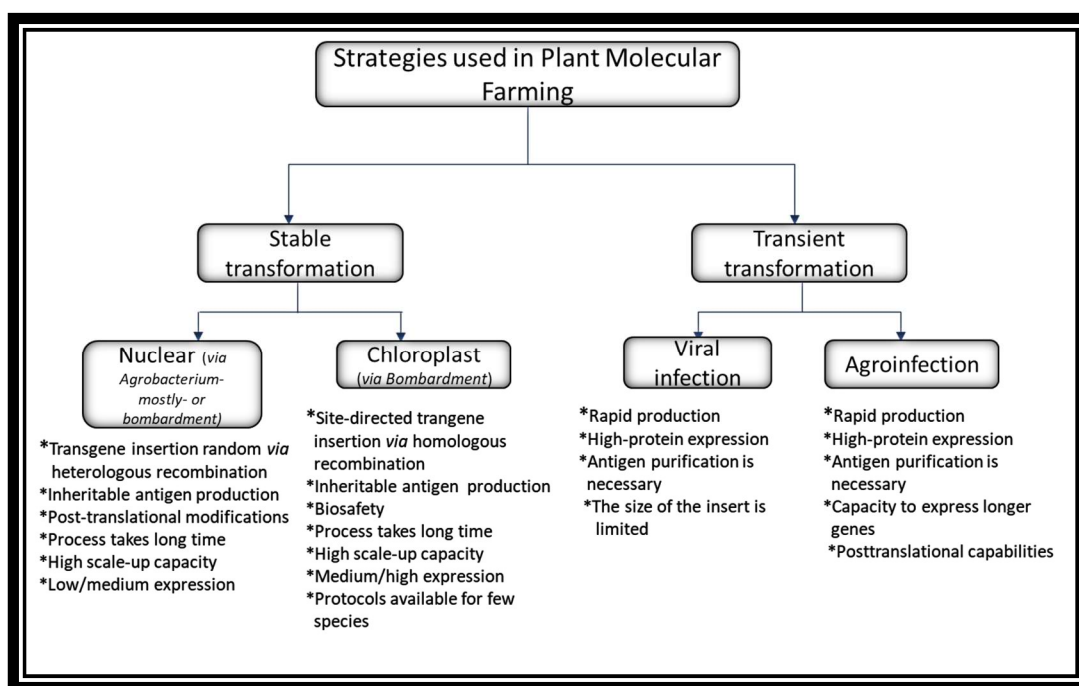 Strategies used in Plant Molecular
Farming
Stable
transformation
Transient
transformation
Nuclear (via
Agrobacterium-
mostly- or
bombardment)
*Transgene insertion random via
heterologous recombination
*Inheritable antigen production
*Post-translational modifications
*Process takes long time
*High scale-up capacity
*Low/medium expression
Chloroplast
(via Bombardment)
*Site-directed trangene
insertion via homologous
recombination
*Inheritable antigen production
*Biosafety
*Process takes long time
*High scale-up capacity
*Medium/high expression
*Protocols available for few
species
Viral
infection
*Rapid production
*High-protein expression
*Antigen purification is
necessary
*The size of the insert is
limited
Agroinfection
*Rapid production
*High-protein expression
*Antigen purification is
necessary
*Capacity to express longer
genes
*Posttranslational capabilities